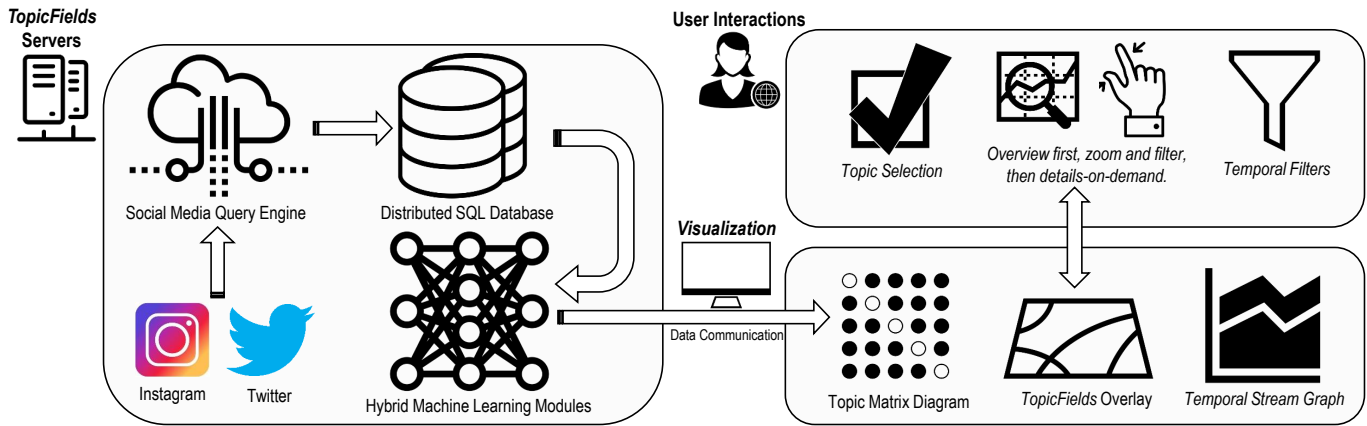 TopicFields
Servers
Social Media Query Engine
Distributed SQL Database
Instagram
Twitter
Hybrid Machine Learning Modules
User Interactions
Topic Selection
Overview first, zoom and filter,
then details-on-demand.
Temporal Filters
Visualization
Data Communication
Topic Matrix Diagram
TopicFields Overlay
Temporal Stream Graph